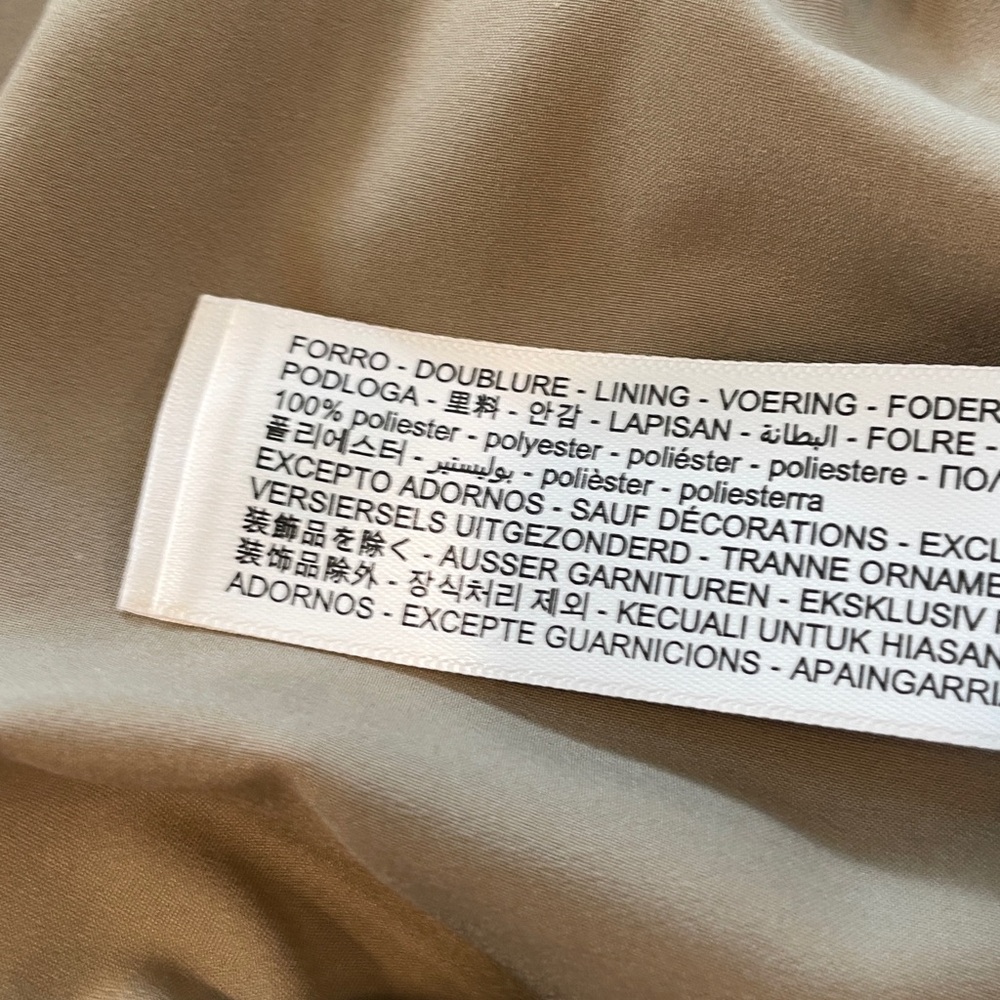 FORRO - DOUBLURE - LINING - VOERING - FODER
PODLOGA - 里料 - 안감 - LAPISAN - البطانة - FOLRE -
100% poliester - polyester - poliéster - poliestere - ПОЛ
폴리에스터 - بوليستير - polièster - poliesterra
EXCEPTO ADORNOS - SAUF DÉCORATIONS - EXCL
VERSIERSELS UITGEZONDERD - TRANNE ORNAME
装飾品を除く - AUSSER GARNITUREN - EKSKLUSIV
装饰品除外 - 장식처리 제외 - KECUALI UNTUK HIASAN
ADORNOS - EXCEPTE GUARNICIONS - APAINGARRI